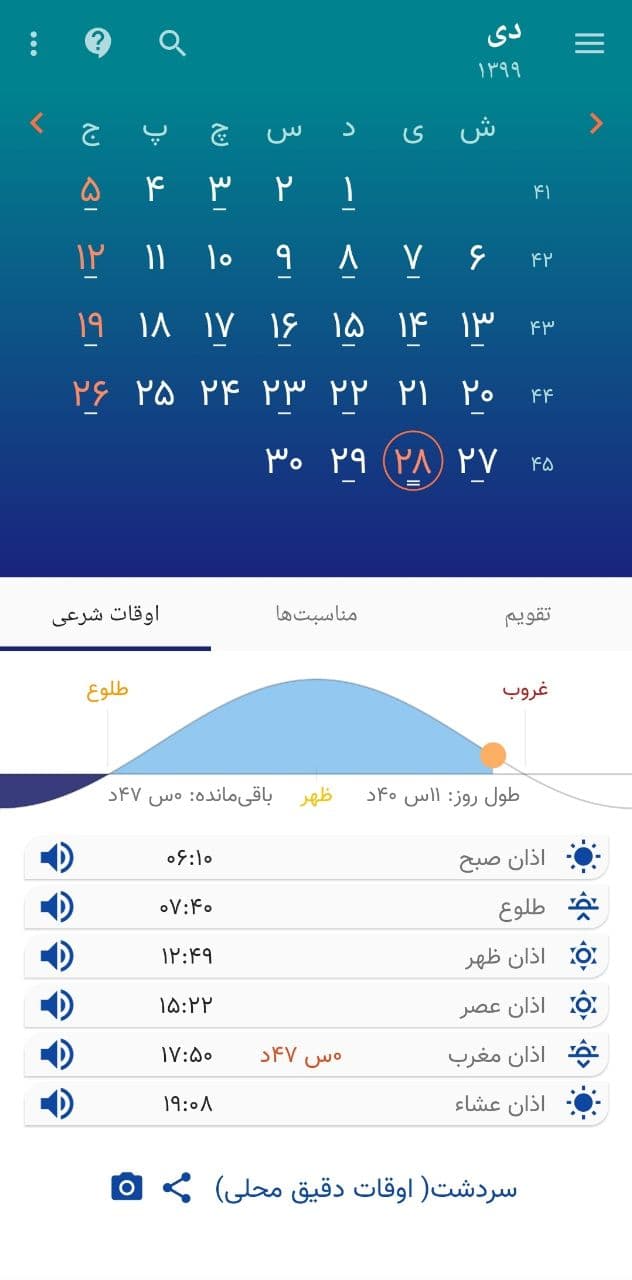 دی
۱۳۹۹
ش ی د س چ پ ج
۴۱ ۱ ۲ ۳ ۴ ۵
۴۲ ۶ ۷ ۸ ۹ ۱۰ ۱۱ ۱۲
۴۳ ۱۳ ۱۴ ۱۵ ۱۶ ۱۷ ۱۸ ۱۹
۴۴ ۲۰ ۲۱ ۲۲ ۲۳ ۲۴ ۲۵ ۲۶
۴۵ ۲۷ ۲۸ ۲۹ ۳۰
تقویم مناسبت‌ها اوقات شرعی
غروب طلوع
طول روز: ۱۱س ۴۰د ظهر باقی‌مانده: ۰س ۴۷د
اذان صبح ۰۶:۱۰
طلوع ۰۷:۴۰
اذان ظهر ۱۲:۴۹
اذان عصر ۱۵:۲۲
اذان مغرب ۰س ۴۷د ۱۷:۵۰
اذان عشاء ۱۹:۰۸
سردشت( اوقات دقیق محلی)